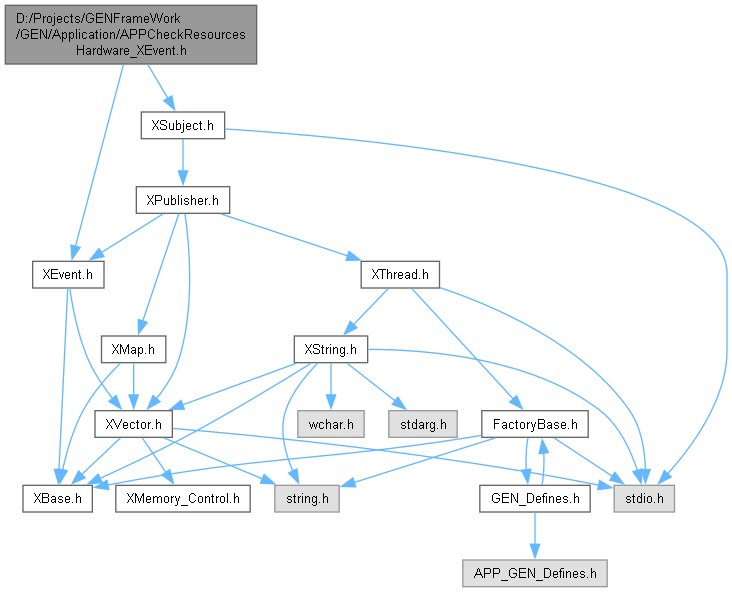 D:/Projects/GENFrameWork
/GEN/Application/APPCheckResources
Hardware_XEvent.h
XSubject.h
XPublisher.h
XEvent.h
XThread.h
XMap.h
XString.h
XVector.h
wchar.h
stdarg.h
FactoryBase.h
XBase.h
XMemory_Control.h
string.h
GEN_Defines.h
stdio.h
APP_GEN_Defines.h